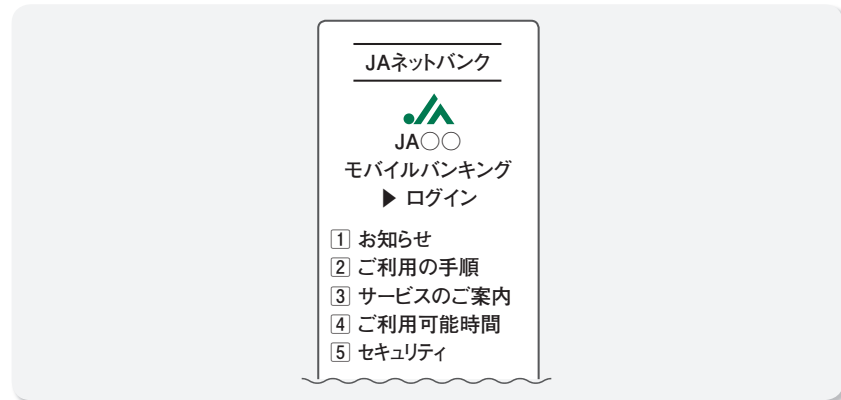 JAネットバンク
JA○○
モバイルバンキング
▶ ログイン
1 お知らせ
2 ご利用の手順
3 サービスのご案内
4 ご利用可能時間
5 セキュリティ